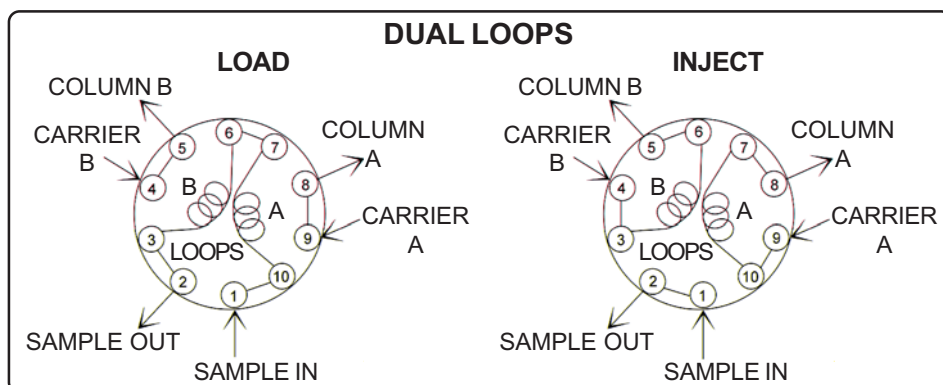 DUAL LOOPS
LOAD
COLUMN B
CARRIER
B
COLUMN
A
CARRIER
A
6
7
5
8
4
B
A
3
9
LOOPS
2
10
1
SAMPLE OUT
SAMPLE IN
INJECT
COLUMN B
CARRIER
B
COLUMN
A
CARRIER
A
6
7
5
8
4
B
A
3
9
LOOPS
2
10
1
SAMPLE OUT
SAMPLE IN